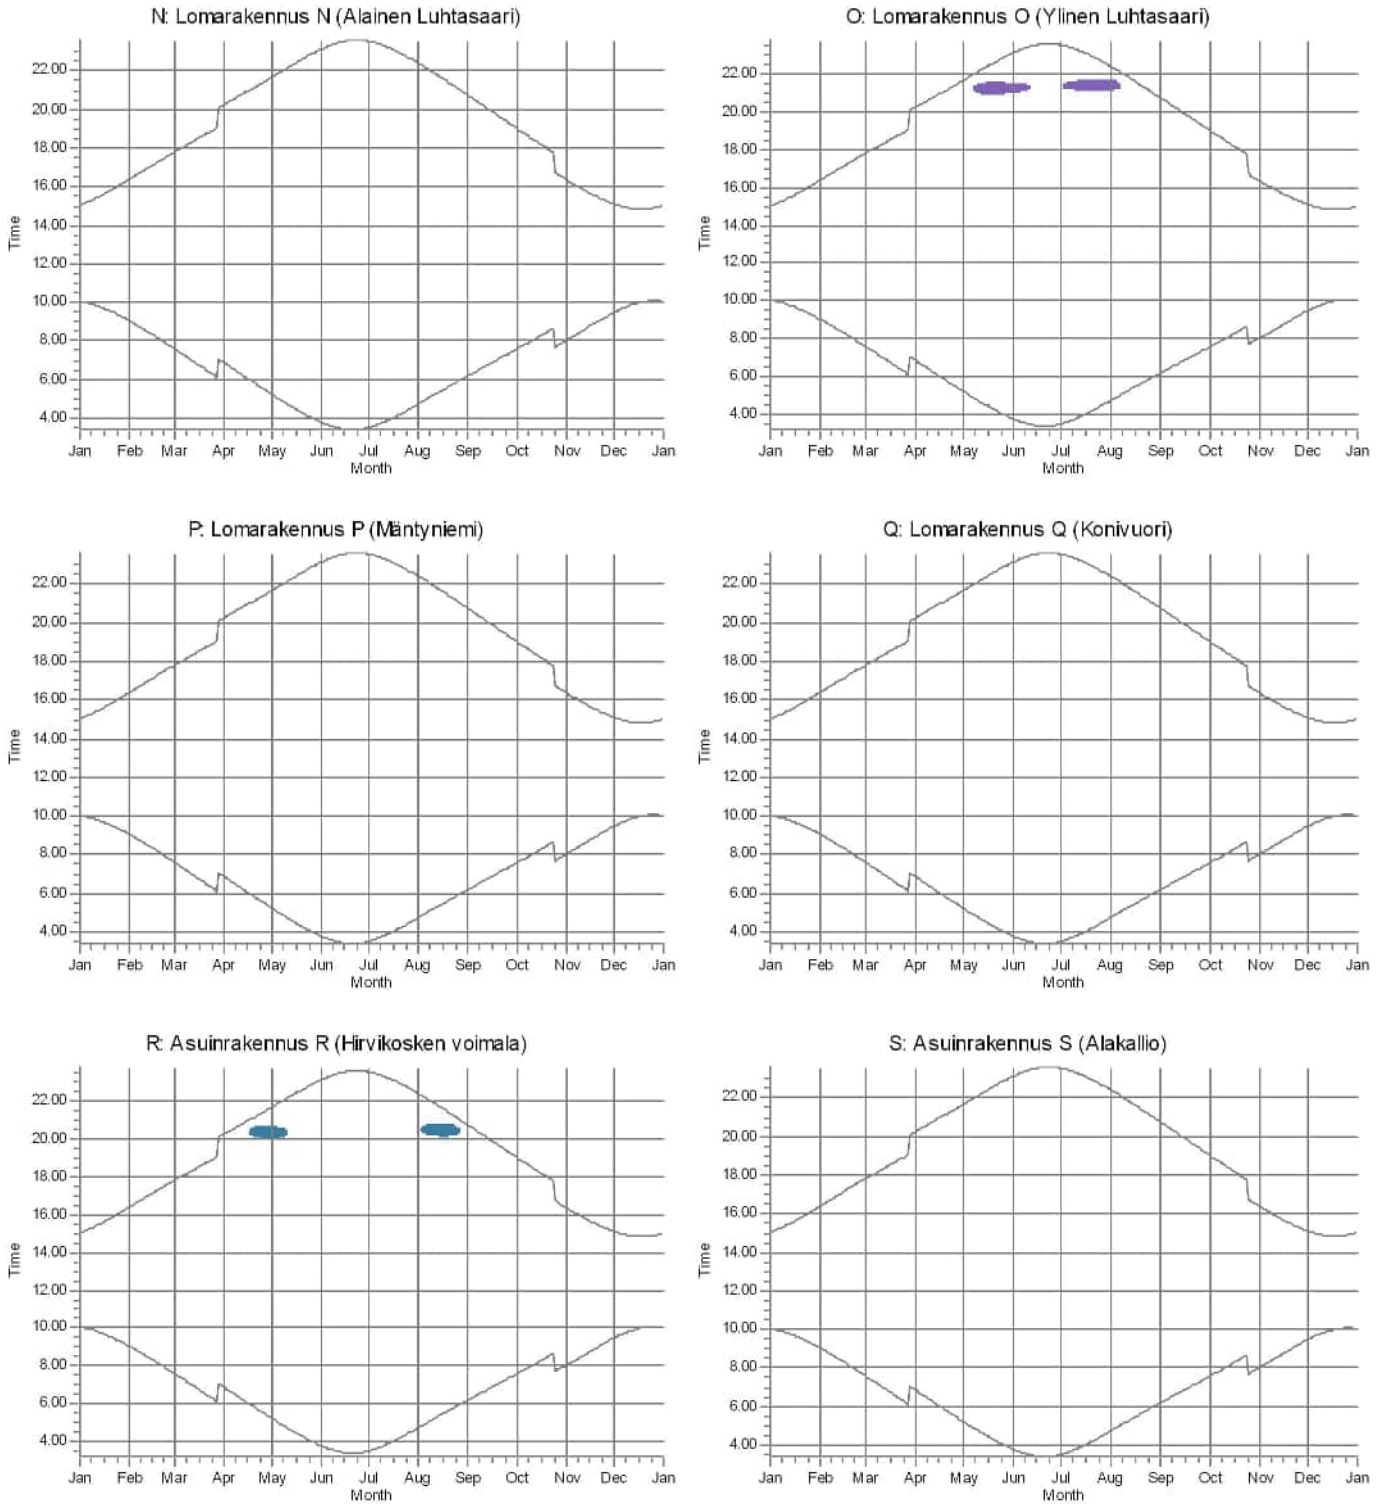 N: Lomarakennus N (Alainen Luhtasaari)
22.00
20.00
18.00
16.00
14.00
12.00
10.00
8.00
6.00
4.00
Time
Jan Feb Mar Apr May Jun Jul Aug Sep Oct Nov Dec Jan
Month
O: Lomarakennus O (Ylinen Luhtasaari)
22.00
20.00
18.00
16.00
14.00
12.00
10.00
8.00
6.00
4.00
Time
Jan Feb Mar Apr May Jun Jul Aug Sep Oct Nov Dec Jan
Month
P: Lomarakennus P (Mäntyniemi)
22.00
20.00
18.00
16.00
14.00
12.00
10.00
8.00
6.00
4.00
Time
Jan Feb Mar Apr May Jun Jul Aug Sep Oct Nov Dec Jan
Month
Q: Lomarakennus Q (Konivuori)
22.00
20.00
18.00
16.00
14.00
12.00
10.00
8.00
6.00
4.00
Time
Jan Feb Mar Apr May Jun Jul Aug Sep Oct Nov Dec Jan
Month
R: Asuinrakennus R (Hirvikosken voimala)
22.00
20.00
18.00
16.00
14.00
12.00
10.00
8.00
6.00
4.00
Time
Jan Feb Mar Apr May Jun Jul Aug Sep Oct Nov Dec Jan
Month
S: Asuinrakennus S (Alakallio)
22.00
20.00
18.00
16.00
14.00
12.00
10.00
8.00
6.00
4.00
Time
Jan Feb Mar Apr May Jun Jul Aug Sep Oct Nov Dec Jan
Month